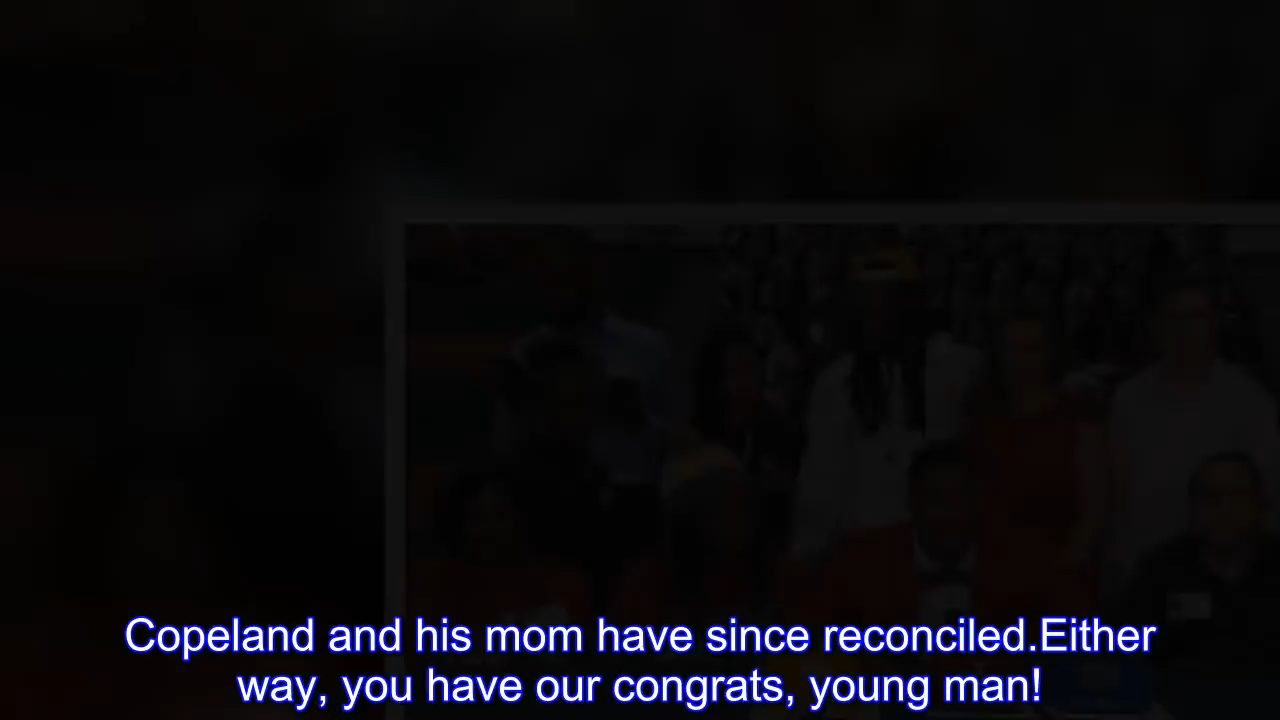 Copeland and his mom have since reconciled.Either
way, you have our congrats, young man!